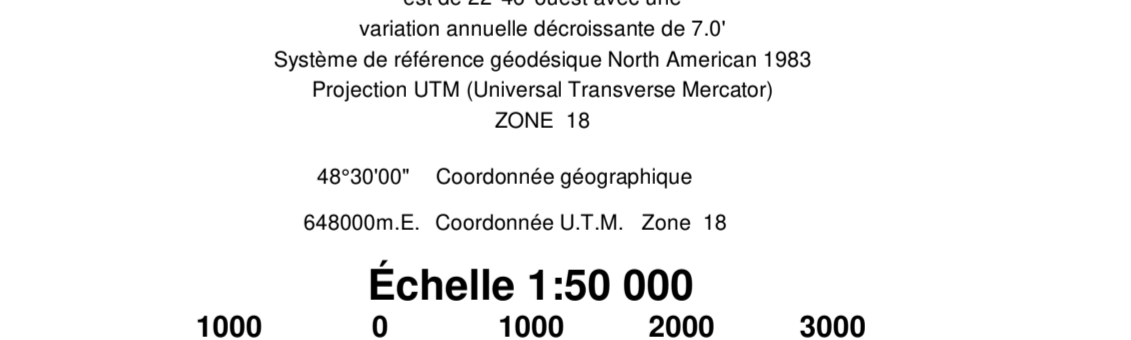 variation annuelle décroissante de 7.0'
Système de référence géodésique North American 1983
Projection UTM (Universal Transverse Mercator)
ZONE 18
48°30'00" Coordonnée géographique
648000m.E. Coordonnée U.T.M. Zone 18
Échelle 1:50 000
1000 0 1000 2000 3000